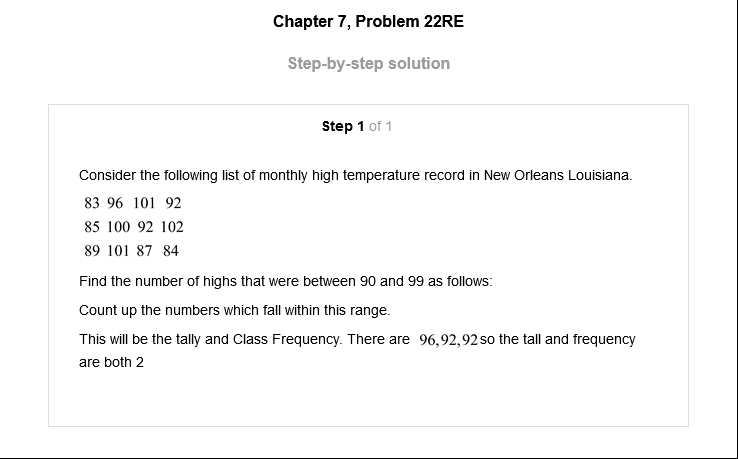 Chapter 7, Problem 22RE
Step-by-step solution
Step 1 of 1
Consider the following list of monthly high temperature record in New Orleans Louisiana.
83 96 101 92
85 100 92 102
89 101 87 84
Find the number of highs that were between 90 and 99 as follows:
Count up the numbers which fall within this range.
This will be the tally and Class Frequency. There are 96,92,92 so the tall and frequency
are both 2